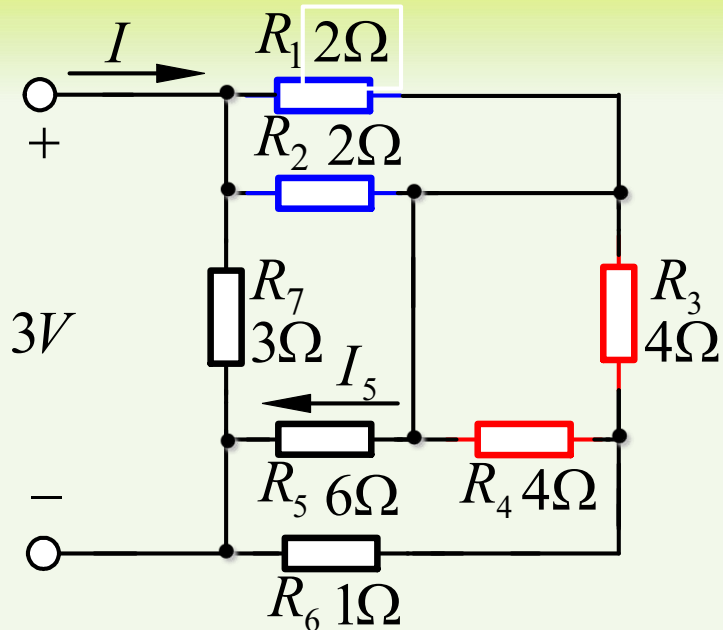 I R₁ 2Ω
+
R₂ 2Ω
3V R₇ R₃
3Ω 4Ω
I₅
−
R₅ 6Ω R₄ 4Ω
R₆ 1Ω